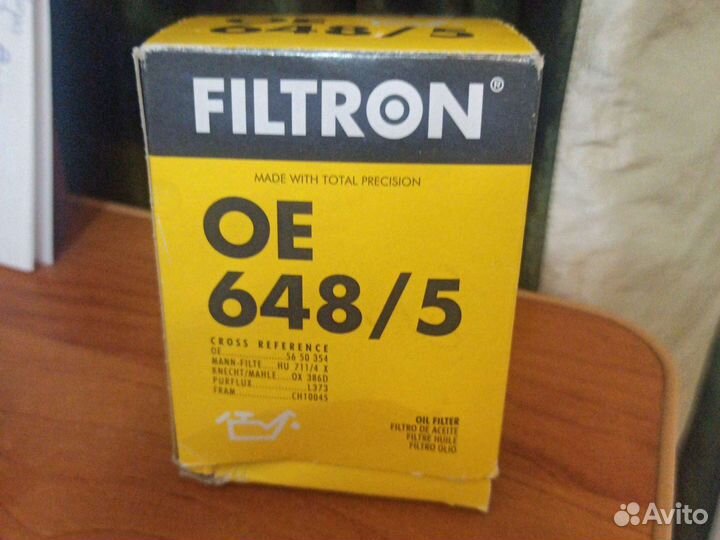 OE
648/5
FILTRON®
MADE WITH TOTAL PRECISION
OE
648/5
CROSS REFERENCE
OE..............56 50 354
MANN-FILTE...HU 711/4 X
KNECHT/MAHLE...OX 386D
PURFLUX..............L373
FRAM..............CH10045
OIL FILTER
FILTRO DE ACEITE
FILTRE HUILE
FILTRO OLIO
Avito